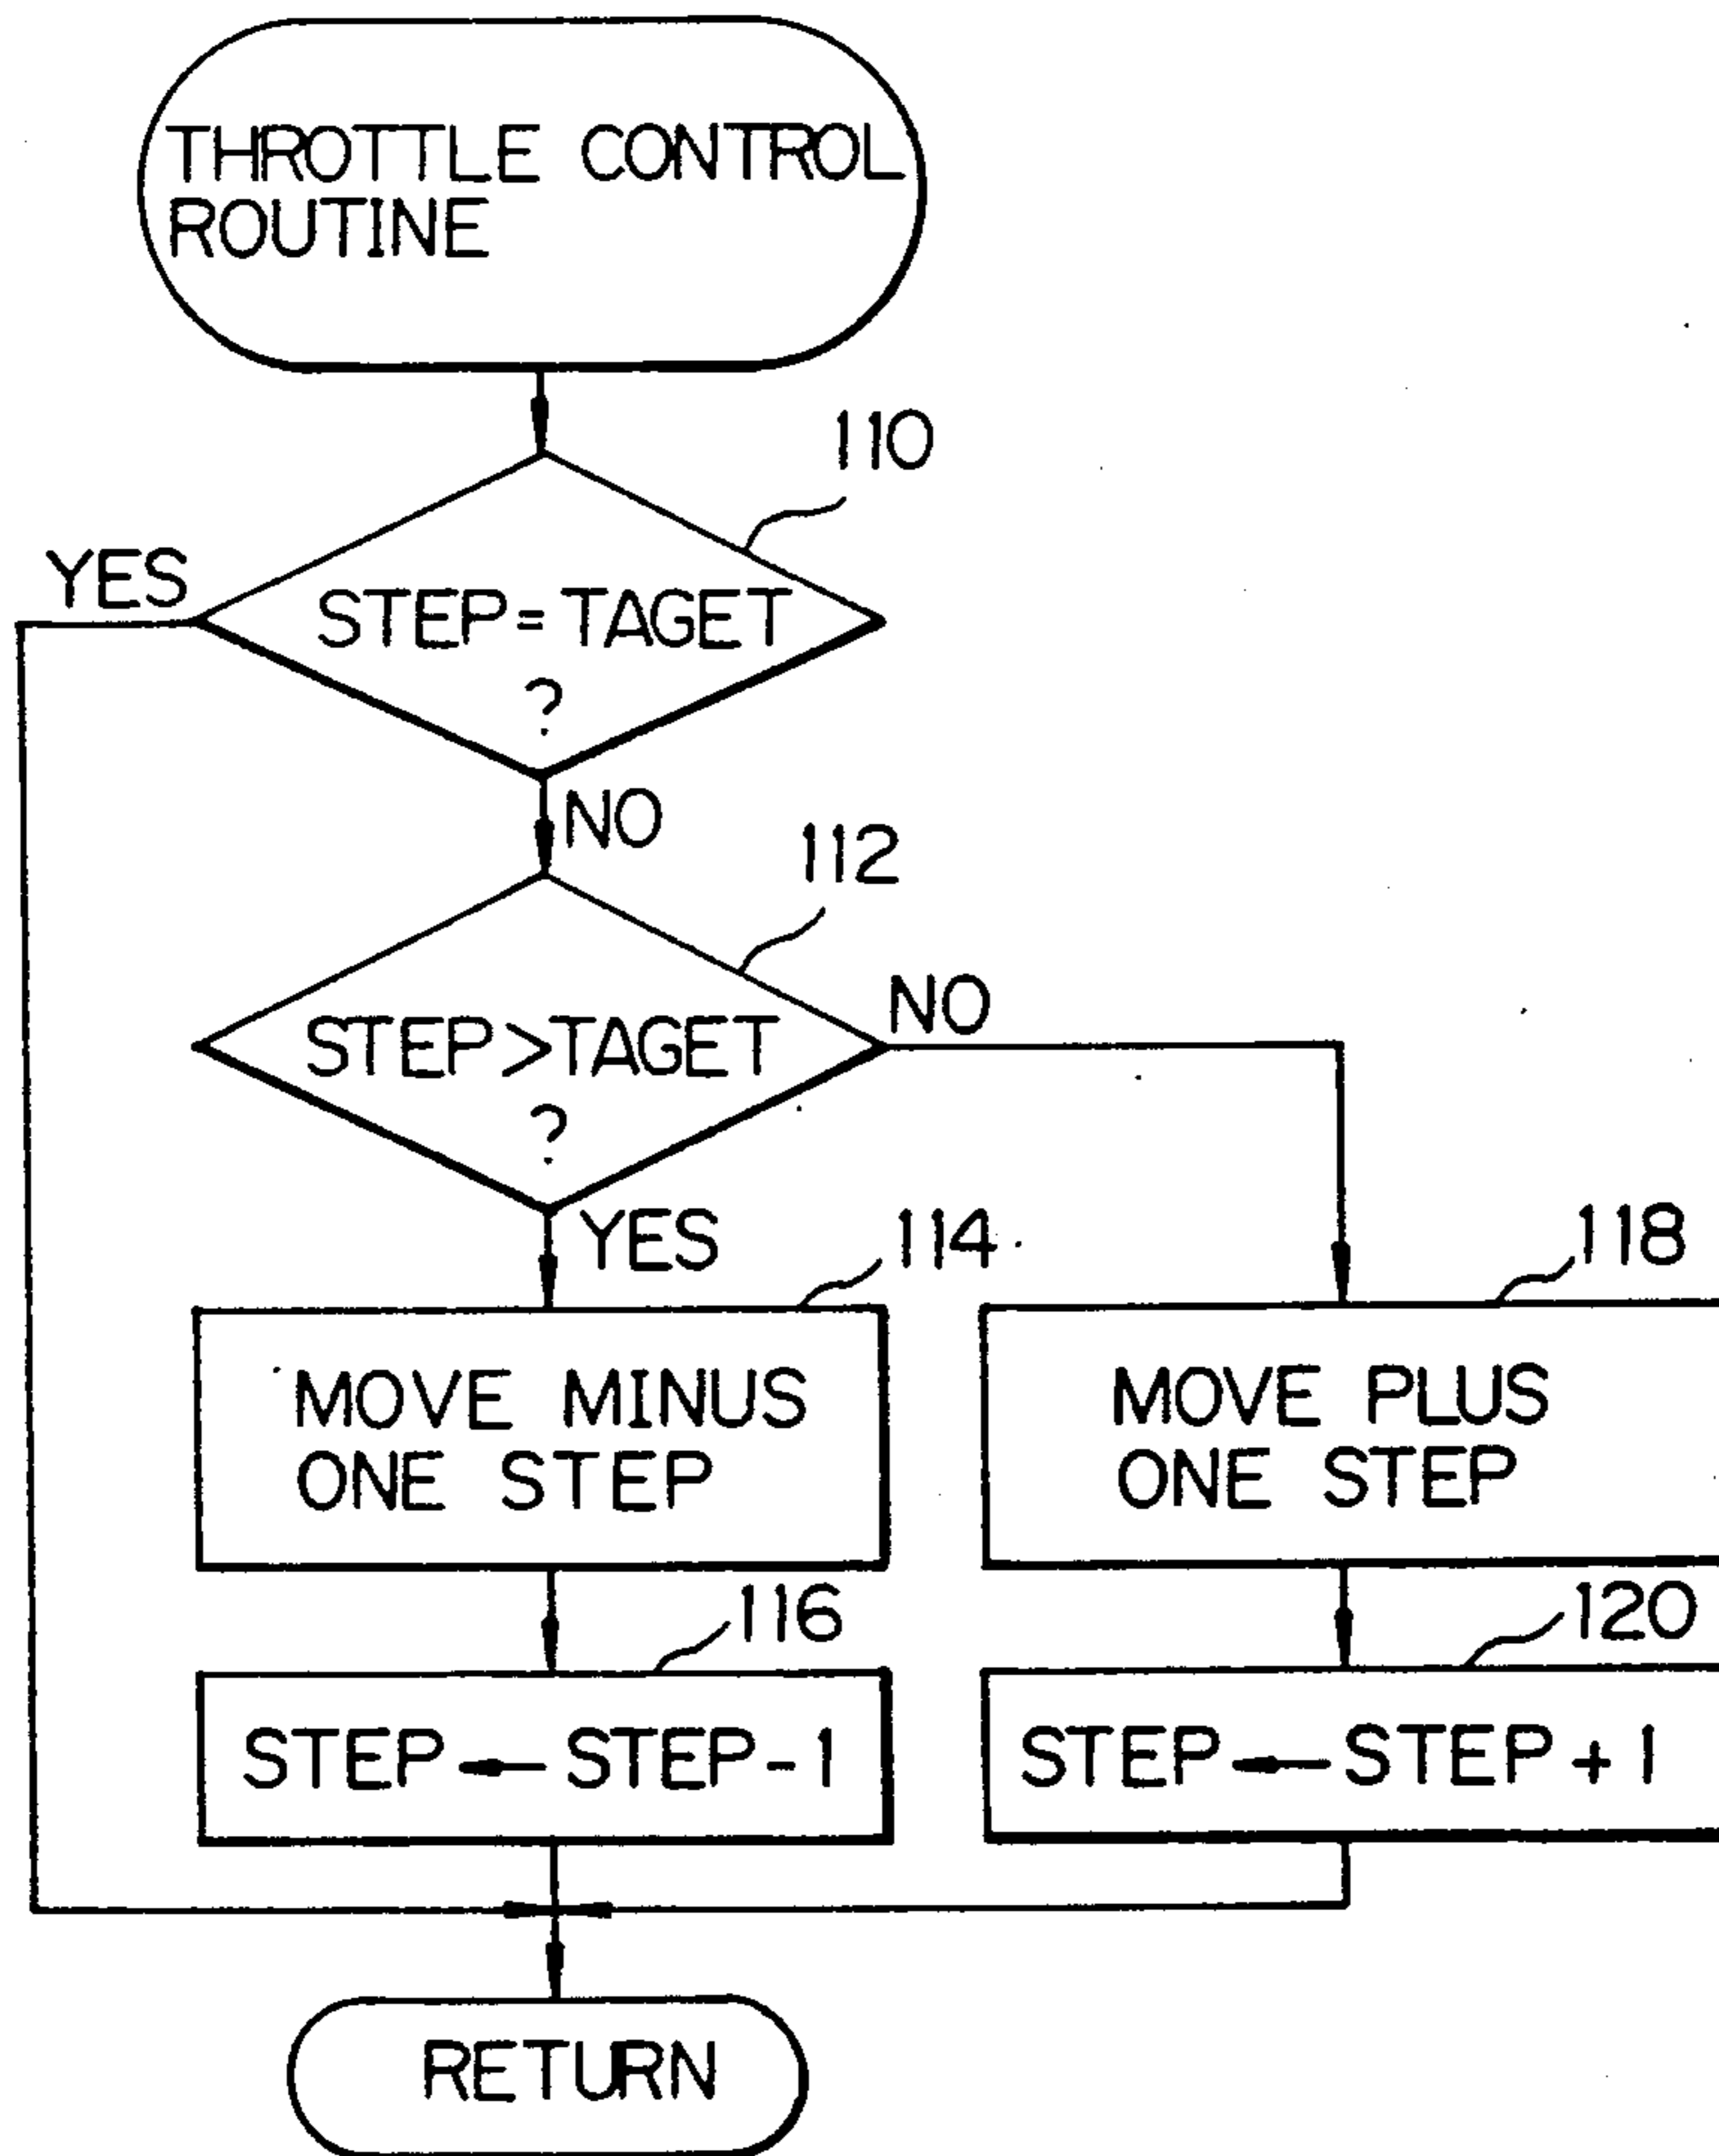 THROTTLE CONTROL
ROUTINE
110
YES
STEP=TAGET
?
NO
112
STEP>TAGET
?
NO
YES
114
118
MOVE MINUS
ONE STEP
MOVE PLUS
ONE STEP
116
120
STEP←STEP-1
STEP←STEP+1
RETURN